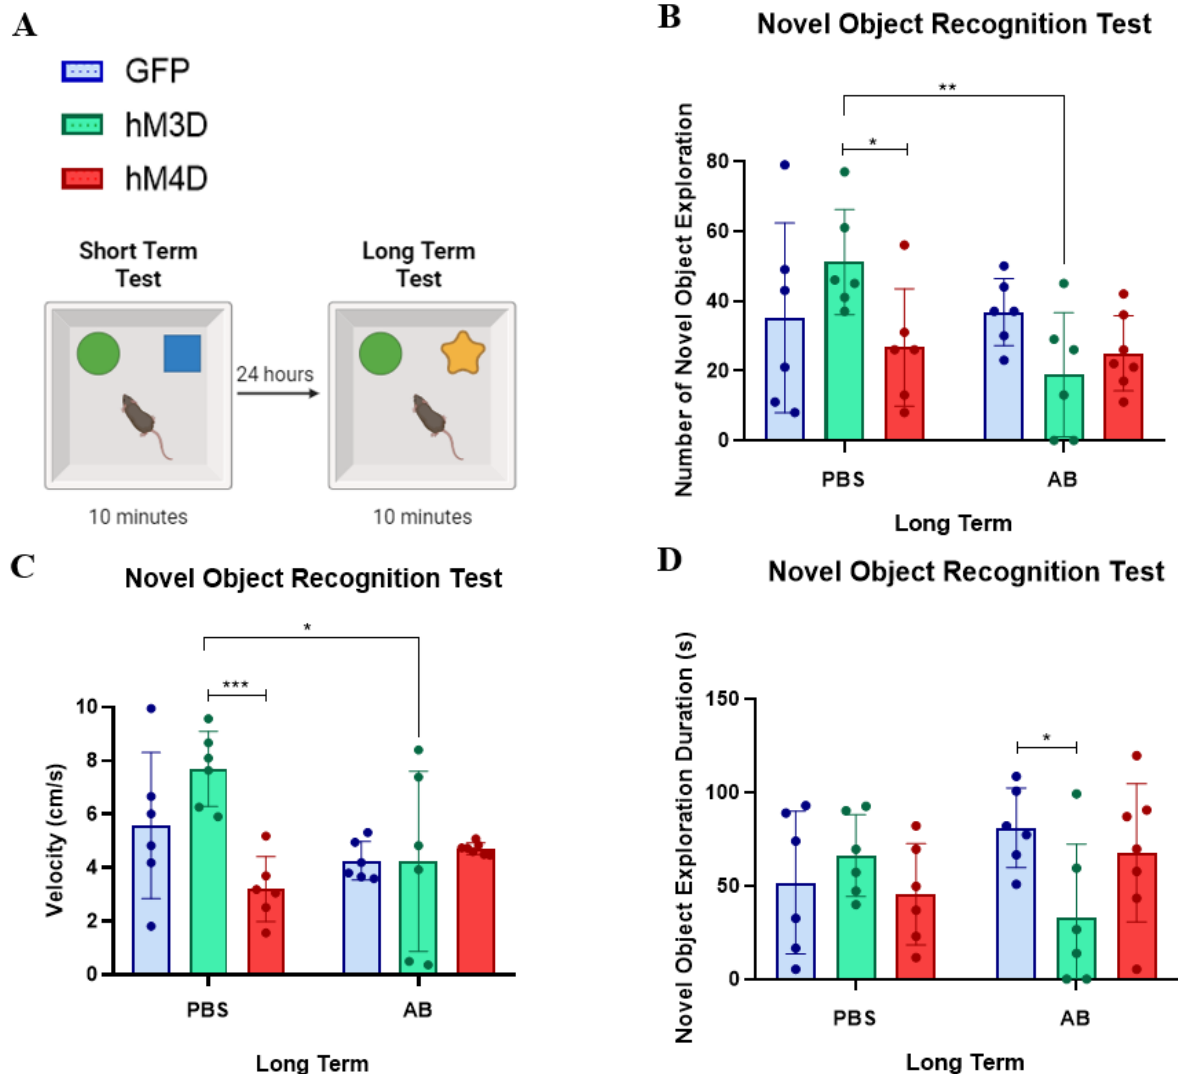 A
GFP
hM3D
hM4D
Short Term
Test
Long Term
Test
24 hours
10 minutes
10 minutes
B
Novel Object Recognition Test
**
*
Number of Novel Object Exploration
80
60
40
20
0
PBS
AB
Long Term
C
Novel Object Recognition Test
*
***
Velocity (cm/s)
10
8
6
4
2
0
PBS
AB
Long Term
D
Novel Object Recognition Test
*
Novel Object Exploration Duration (s)
150
100
50
0
PBS
AB
Long Term